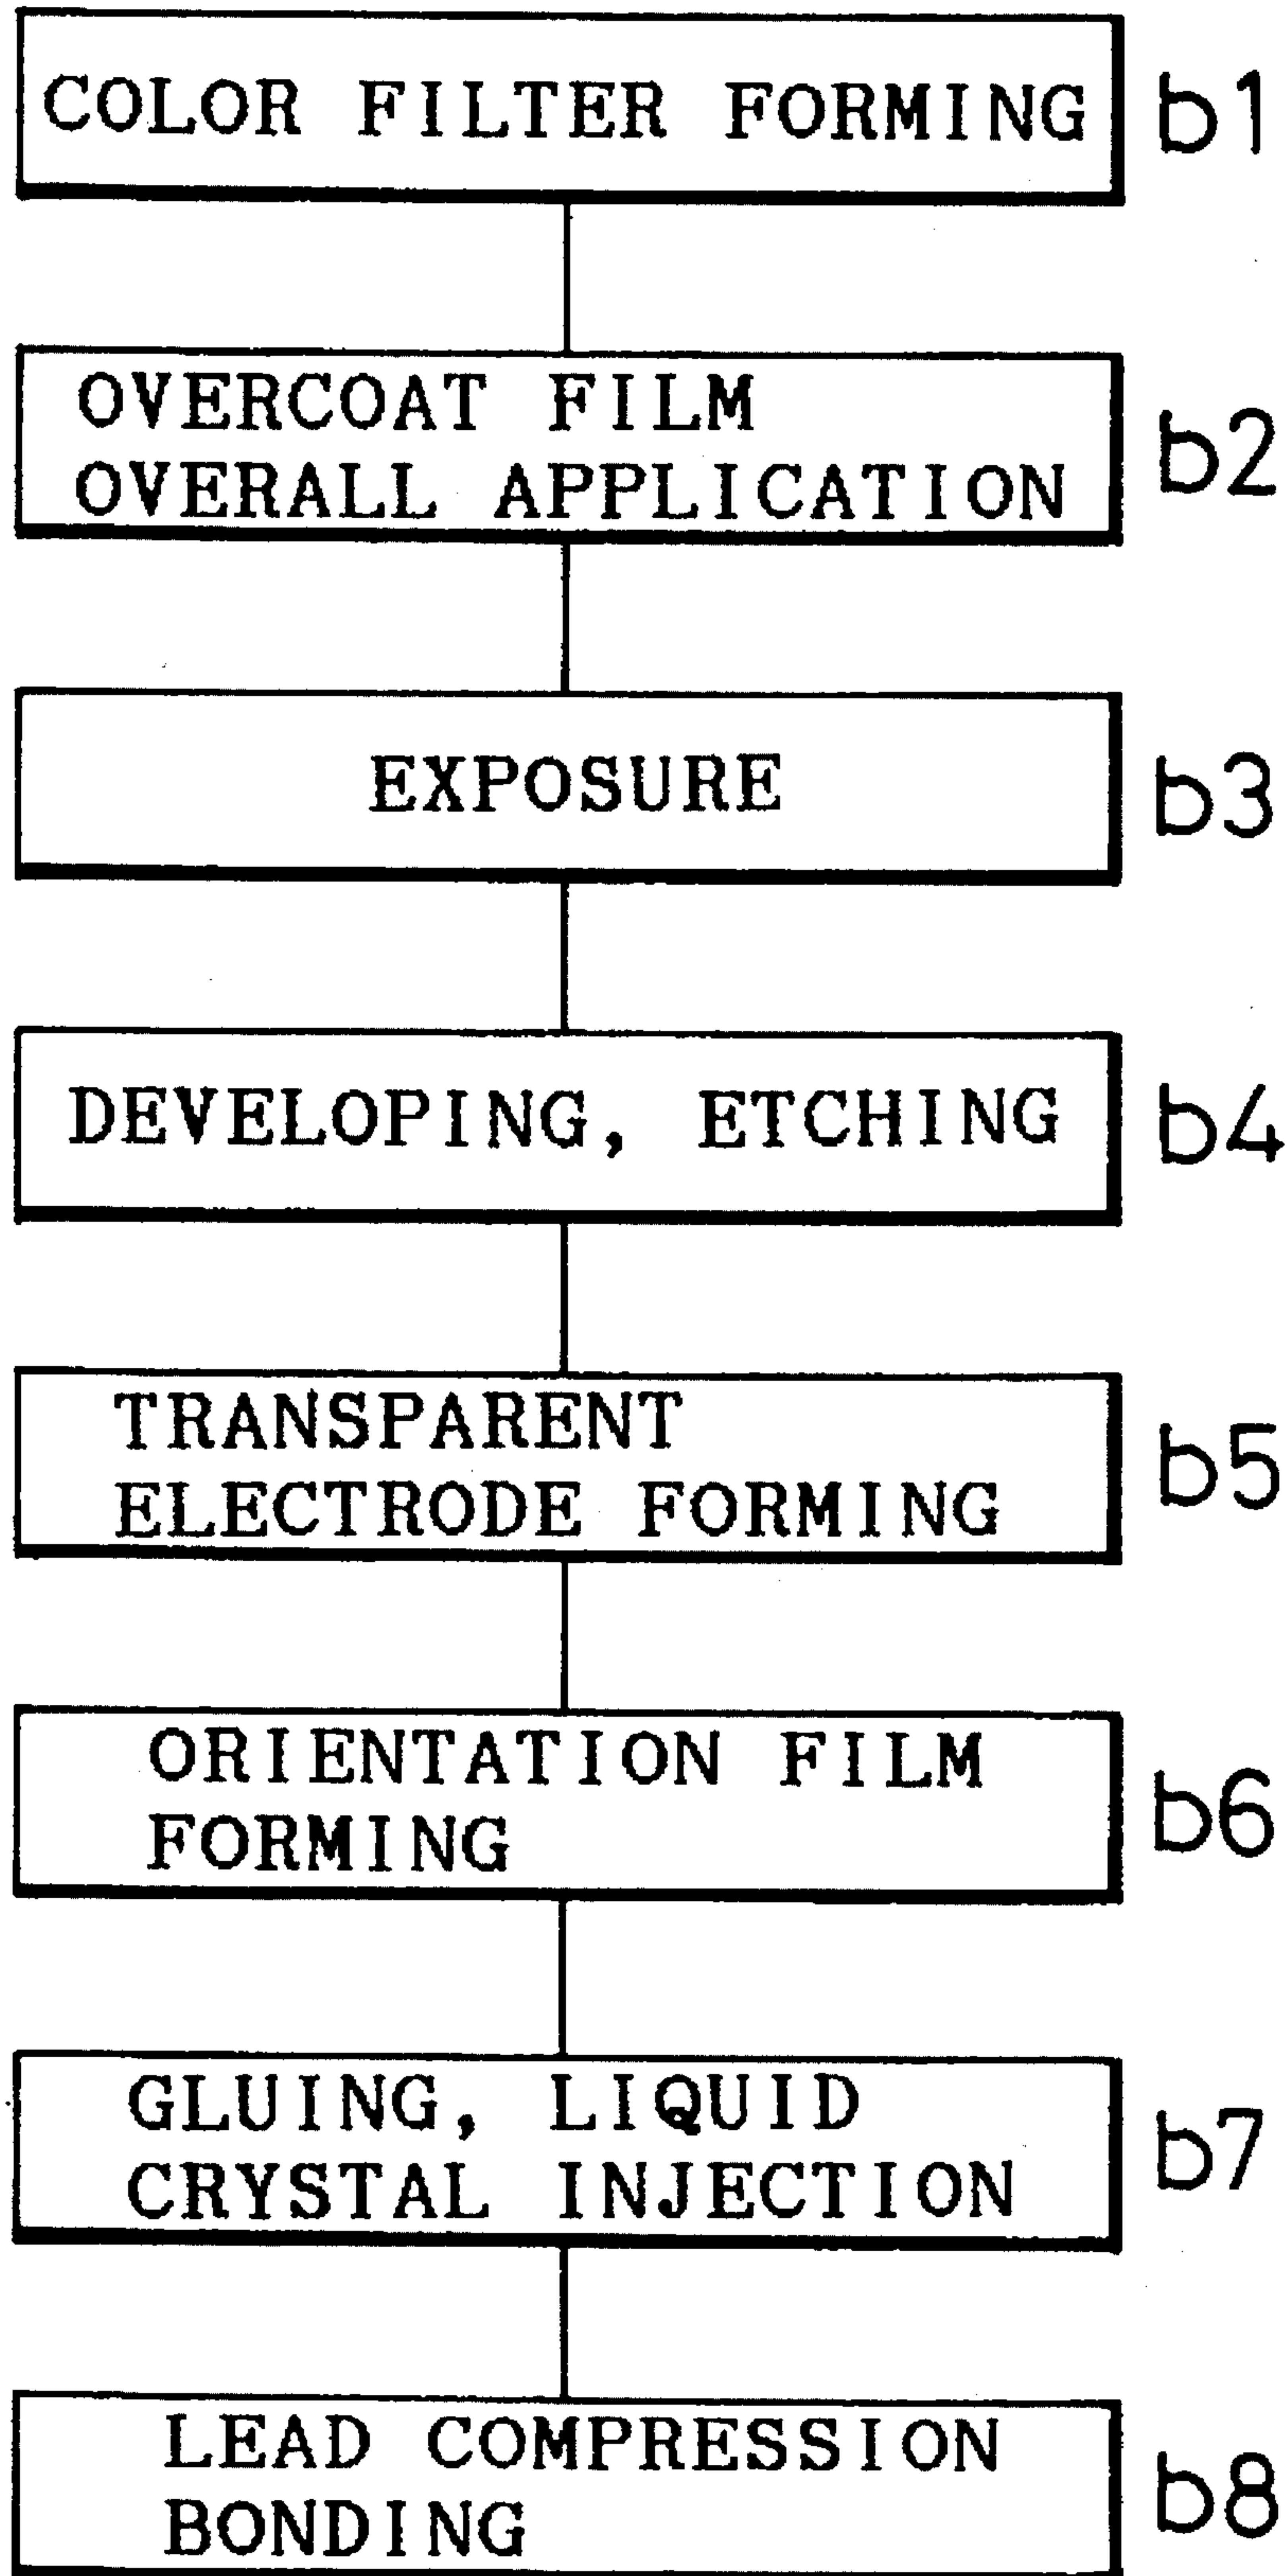 COLOR FILTER FORMING b1
OVERCOAT FILM
OVERALL APPLICATION b2
EXPOSURE b3
DEVELOPING, ETCHING b4
TRANSPARENT
ELECTRODE FORMING b5
ORIENTATION FILM
FORMING b6
GLUING, LIQUID
CRYSTAL INJECTION b7
LEAD COMPRESSION
BONDING b8